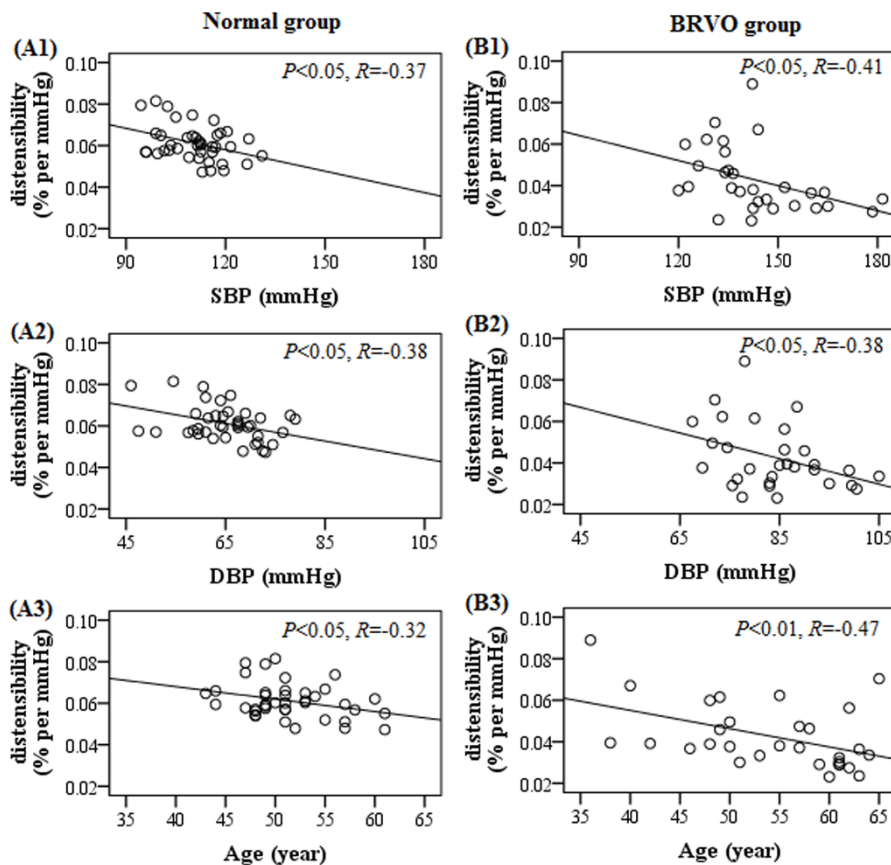 Normal group
BRVO group
(A1)
P<0.05, R=-0.37
distensibility
(% per mmHg)
0.10
0.08
0.06
0.04
0.02
90 120 150 180
SBP (mmHg)
(B1)
P<0.05, R=-0.41
distensibility
(% per mmHg)
0.10
0.08
0.06
0.04
0.02
90 120 150 180
SBP (mmHg)
(A2)
P<0.05, R=-0.38
distensibility
(% per mmHg)
0.10
0.08
0.06
0.04
0.02
45 65 85 105
DBP (mmHg)
(B2)
P<0.05, R=-0.38
distensibility
(% per mmHg)
0.10
0.08
0.06
0.04
0.02
45 65 85 105
DBP (mmHg)
(A3)
P<0.05, R=-0.32
distensibility
(% per mmHg)
0.10
0.08
0.06
0.04
0.02
35 40 45 50 55 60 65
Age (year)
(B3)
P<0.01, R=-0.47
distensibility
(% per mmHg)
0.10
0.08
0.06
0.04
0.02
35 40 45 50 55 60 65
Age (year)